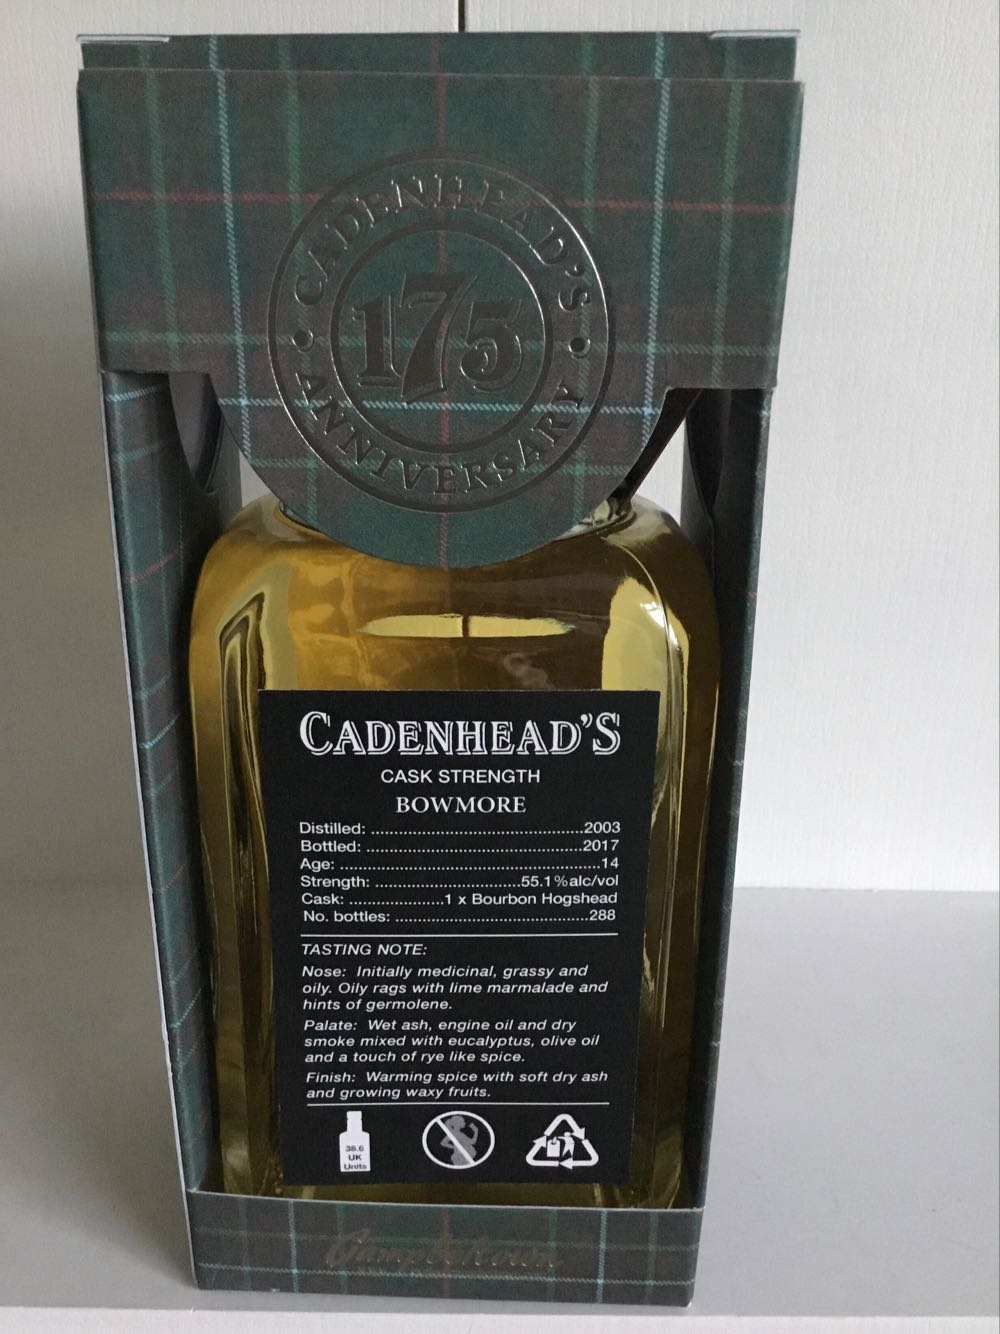 CADENHEAD'S
175
ANNIVERSARY
CADENHEAD'S
CASK STRENGTH
BOWMORE
Distilled: ................................................2003
Bottled: ...................................................2017
Age: ......................................................14
Strength: .............................55.1%alc/vol
Cask: .....................1 x Bourbon Hogshead
No. bottles: .........................................288
TASTING NOTE:
Nose: Initially medicinal, grassy and
oily. Oily rags with lime marmalade and
hints of germolene.
Palate: Wet ash, engine oil and dry
smoke mixed with eucalyptus, olive oil
and a touch of rye like spice.
Finish: Warming spice with soft dry ash
and growing waxy fruits.
38.6
UK
Units
Campbeltown